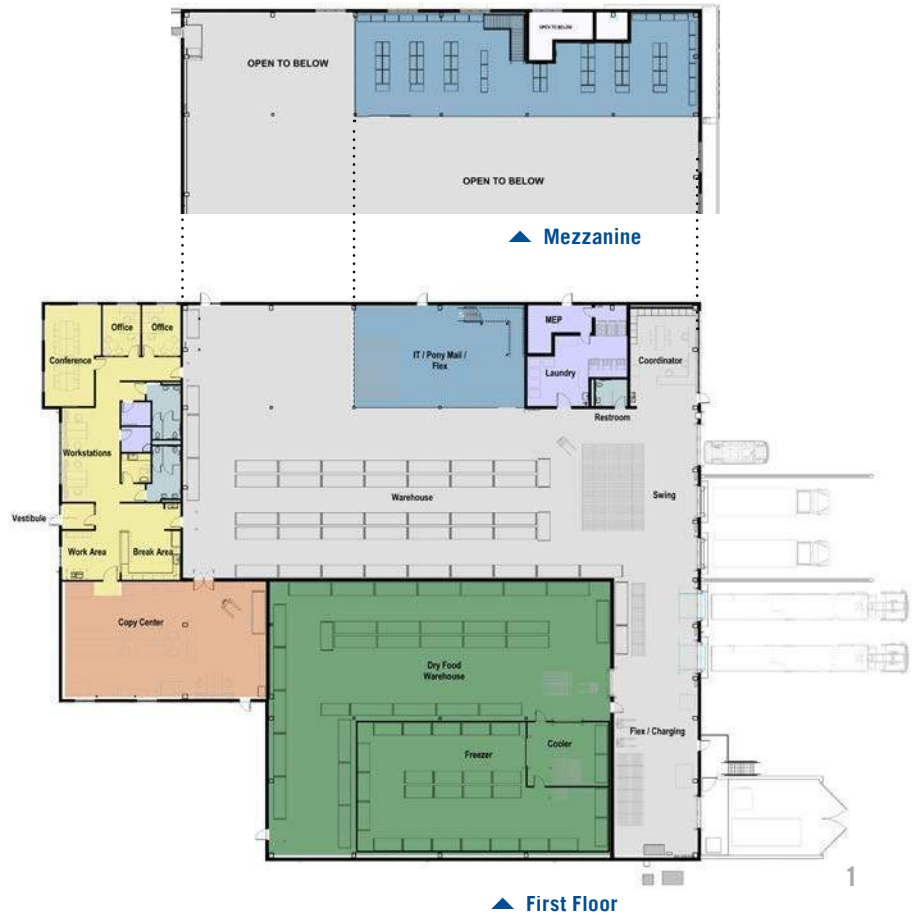 OPEN TO BELOW
OPEN TO BELOW
OPEN TO BELOW
Mezzanine
Office
Office
Conference
MEP
IT / Pony Mail /
Flex
Coordinator
Laundry
Restroom
Workstations
Warehouse
Swing
Vestibule
Work Area
Break Area
Copy Center
Dry Food
Warehouse
Flex / Charging
Cooler
Freezer
1
First Floor